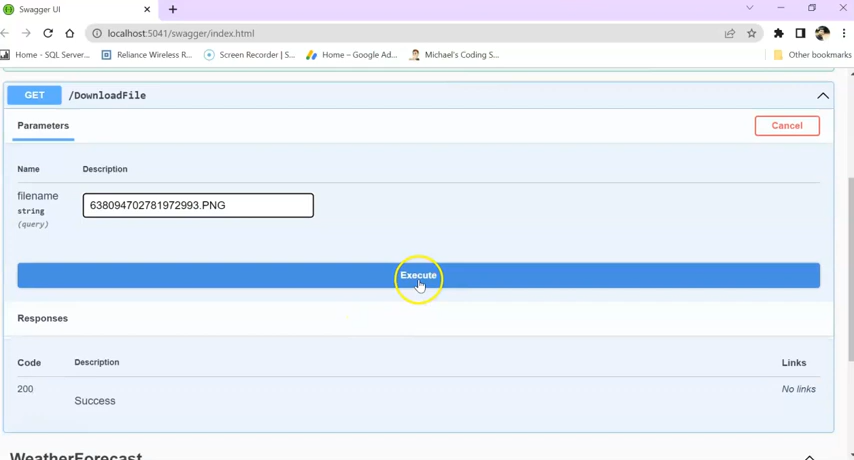 Swagger UI
localhost:5041/swagger/index.html
Home - SQL Server...
Reliance Wireless R...
Screen Recorder | S...
Home – Google Ad...
Michael's Coding S...
Other bookmarks
GET /DownloadFile
Parameters
Cancel
Name Description
filename
string
(query)
638094702781972993.PNG
Execute
Responses
Code Description Links
200
Success
No links
WeatherForecast